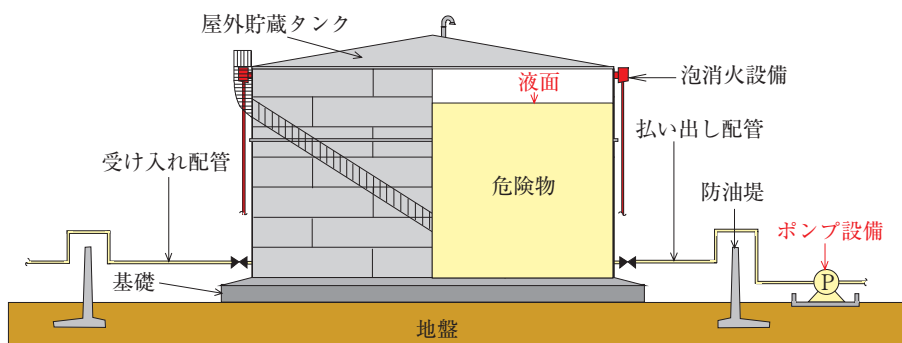 屋外貯蔵タンク
泡消火設備
液面
払い出し配管
受け入れ配管
危険物
防油堤
ポンプ設備
基礎
P
地盤